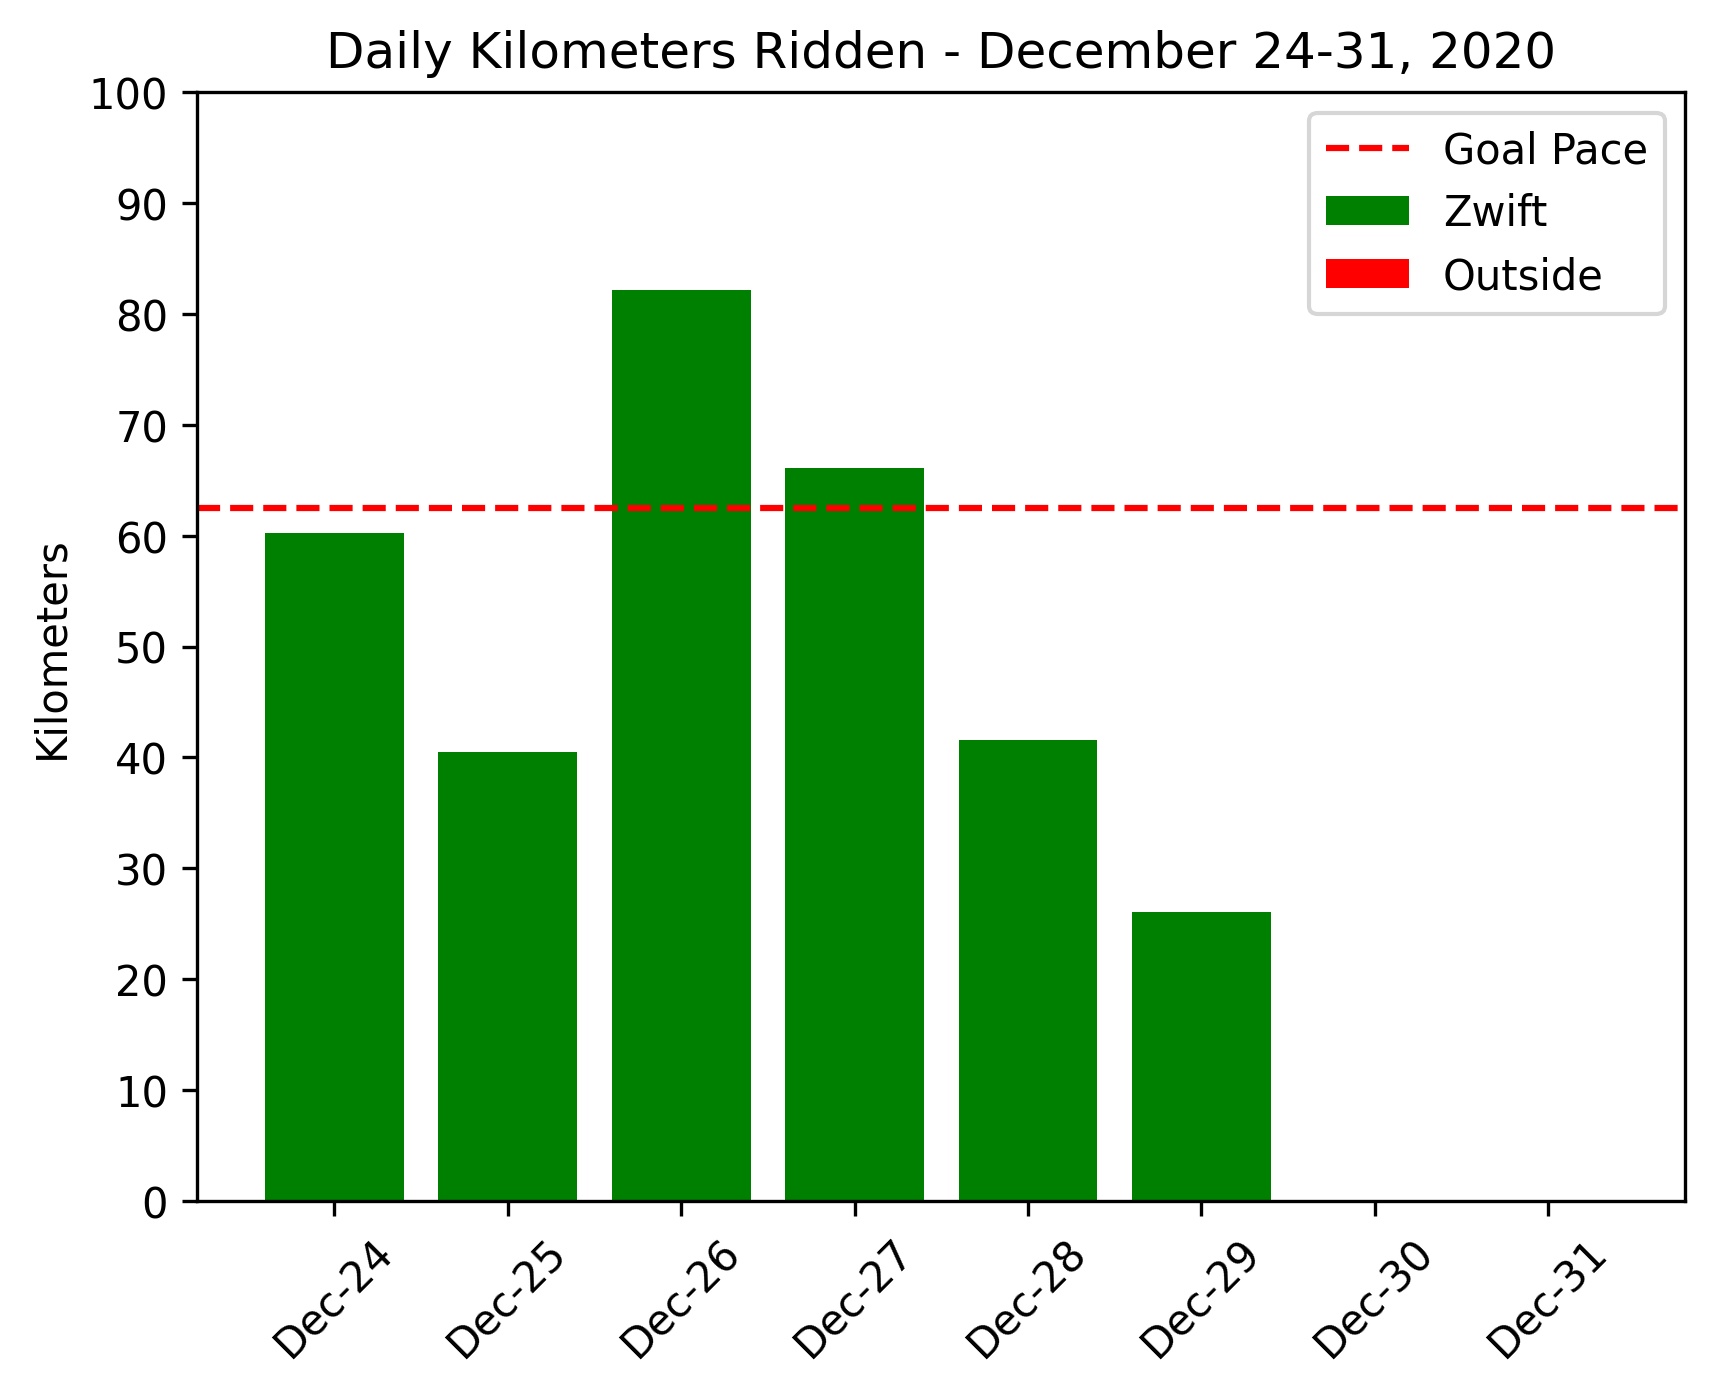 Daily Kilometers Ridden - December 24-31, 2020
100
90
80
70
60
50
40
30
20
10
0
Kilometers
Goal Pace
Zwift
Outside
Dec-24
Dec-25
Dec-26
Dec-27
Dec-28
Dec-29
Dec-30
Dec-31